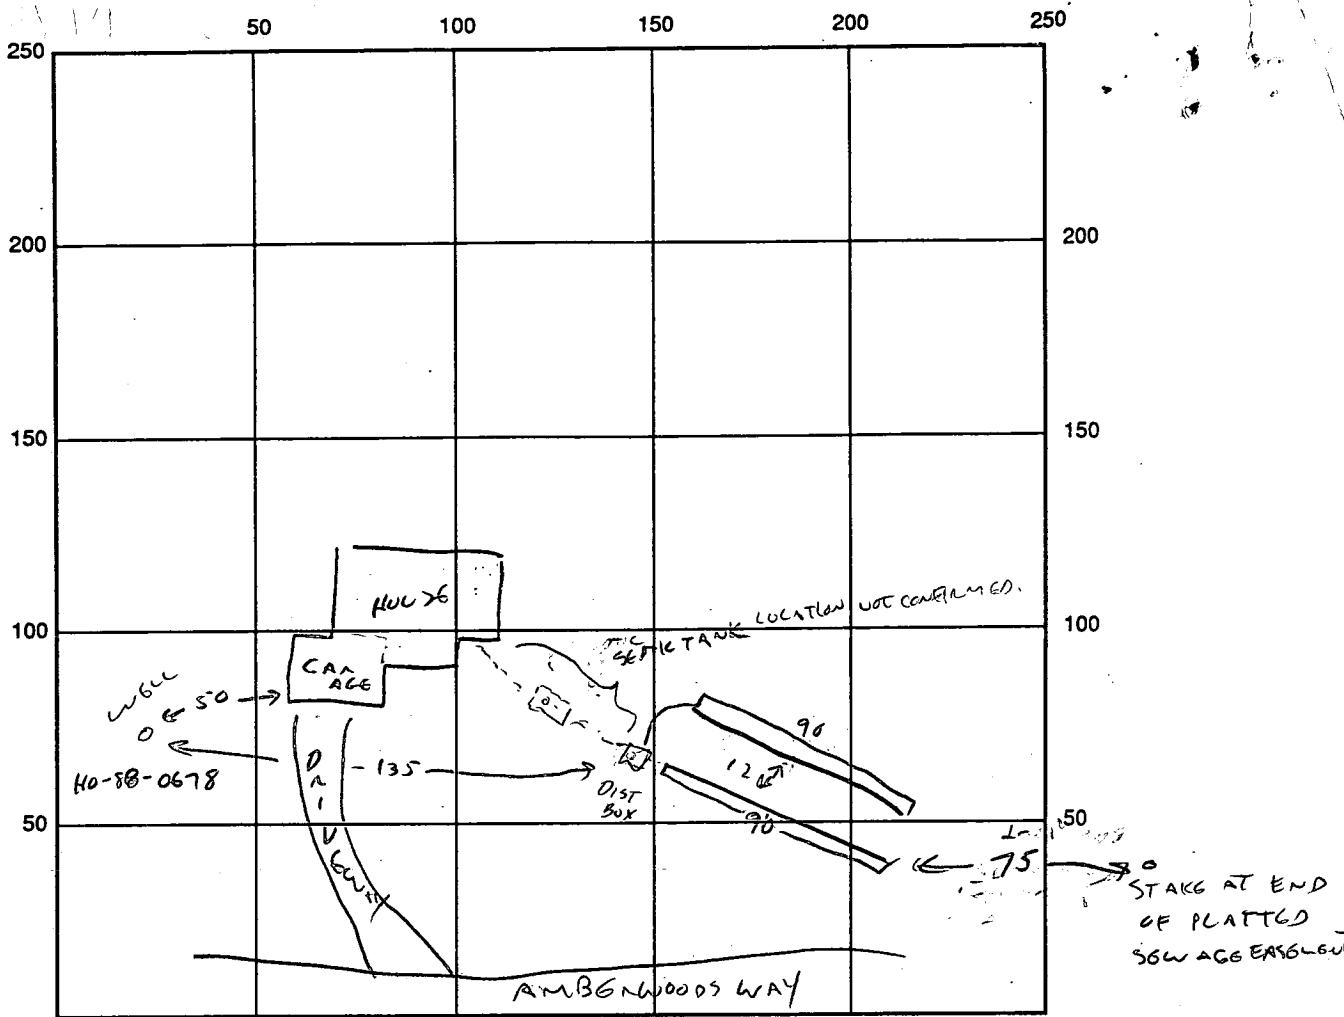 50 100 150 200 250
250
200 200
150 150
HOUSE
100 100
SEPTIC TANK LOCATION NOT CONFIRMED.
GARAGE
WELL
50
HO-88-0678
DRIVEWAY
135
DIST
BOX
90
12
90
50 50
75
STAKE AT END
OF PLATTED
SEWAGE EASEMENT
AMBERWOODS WAY